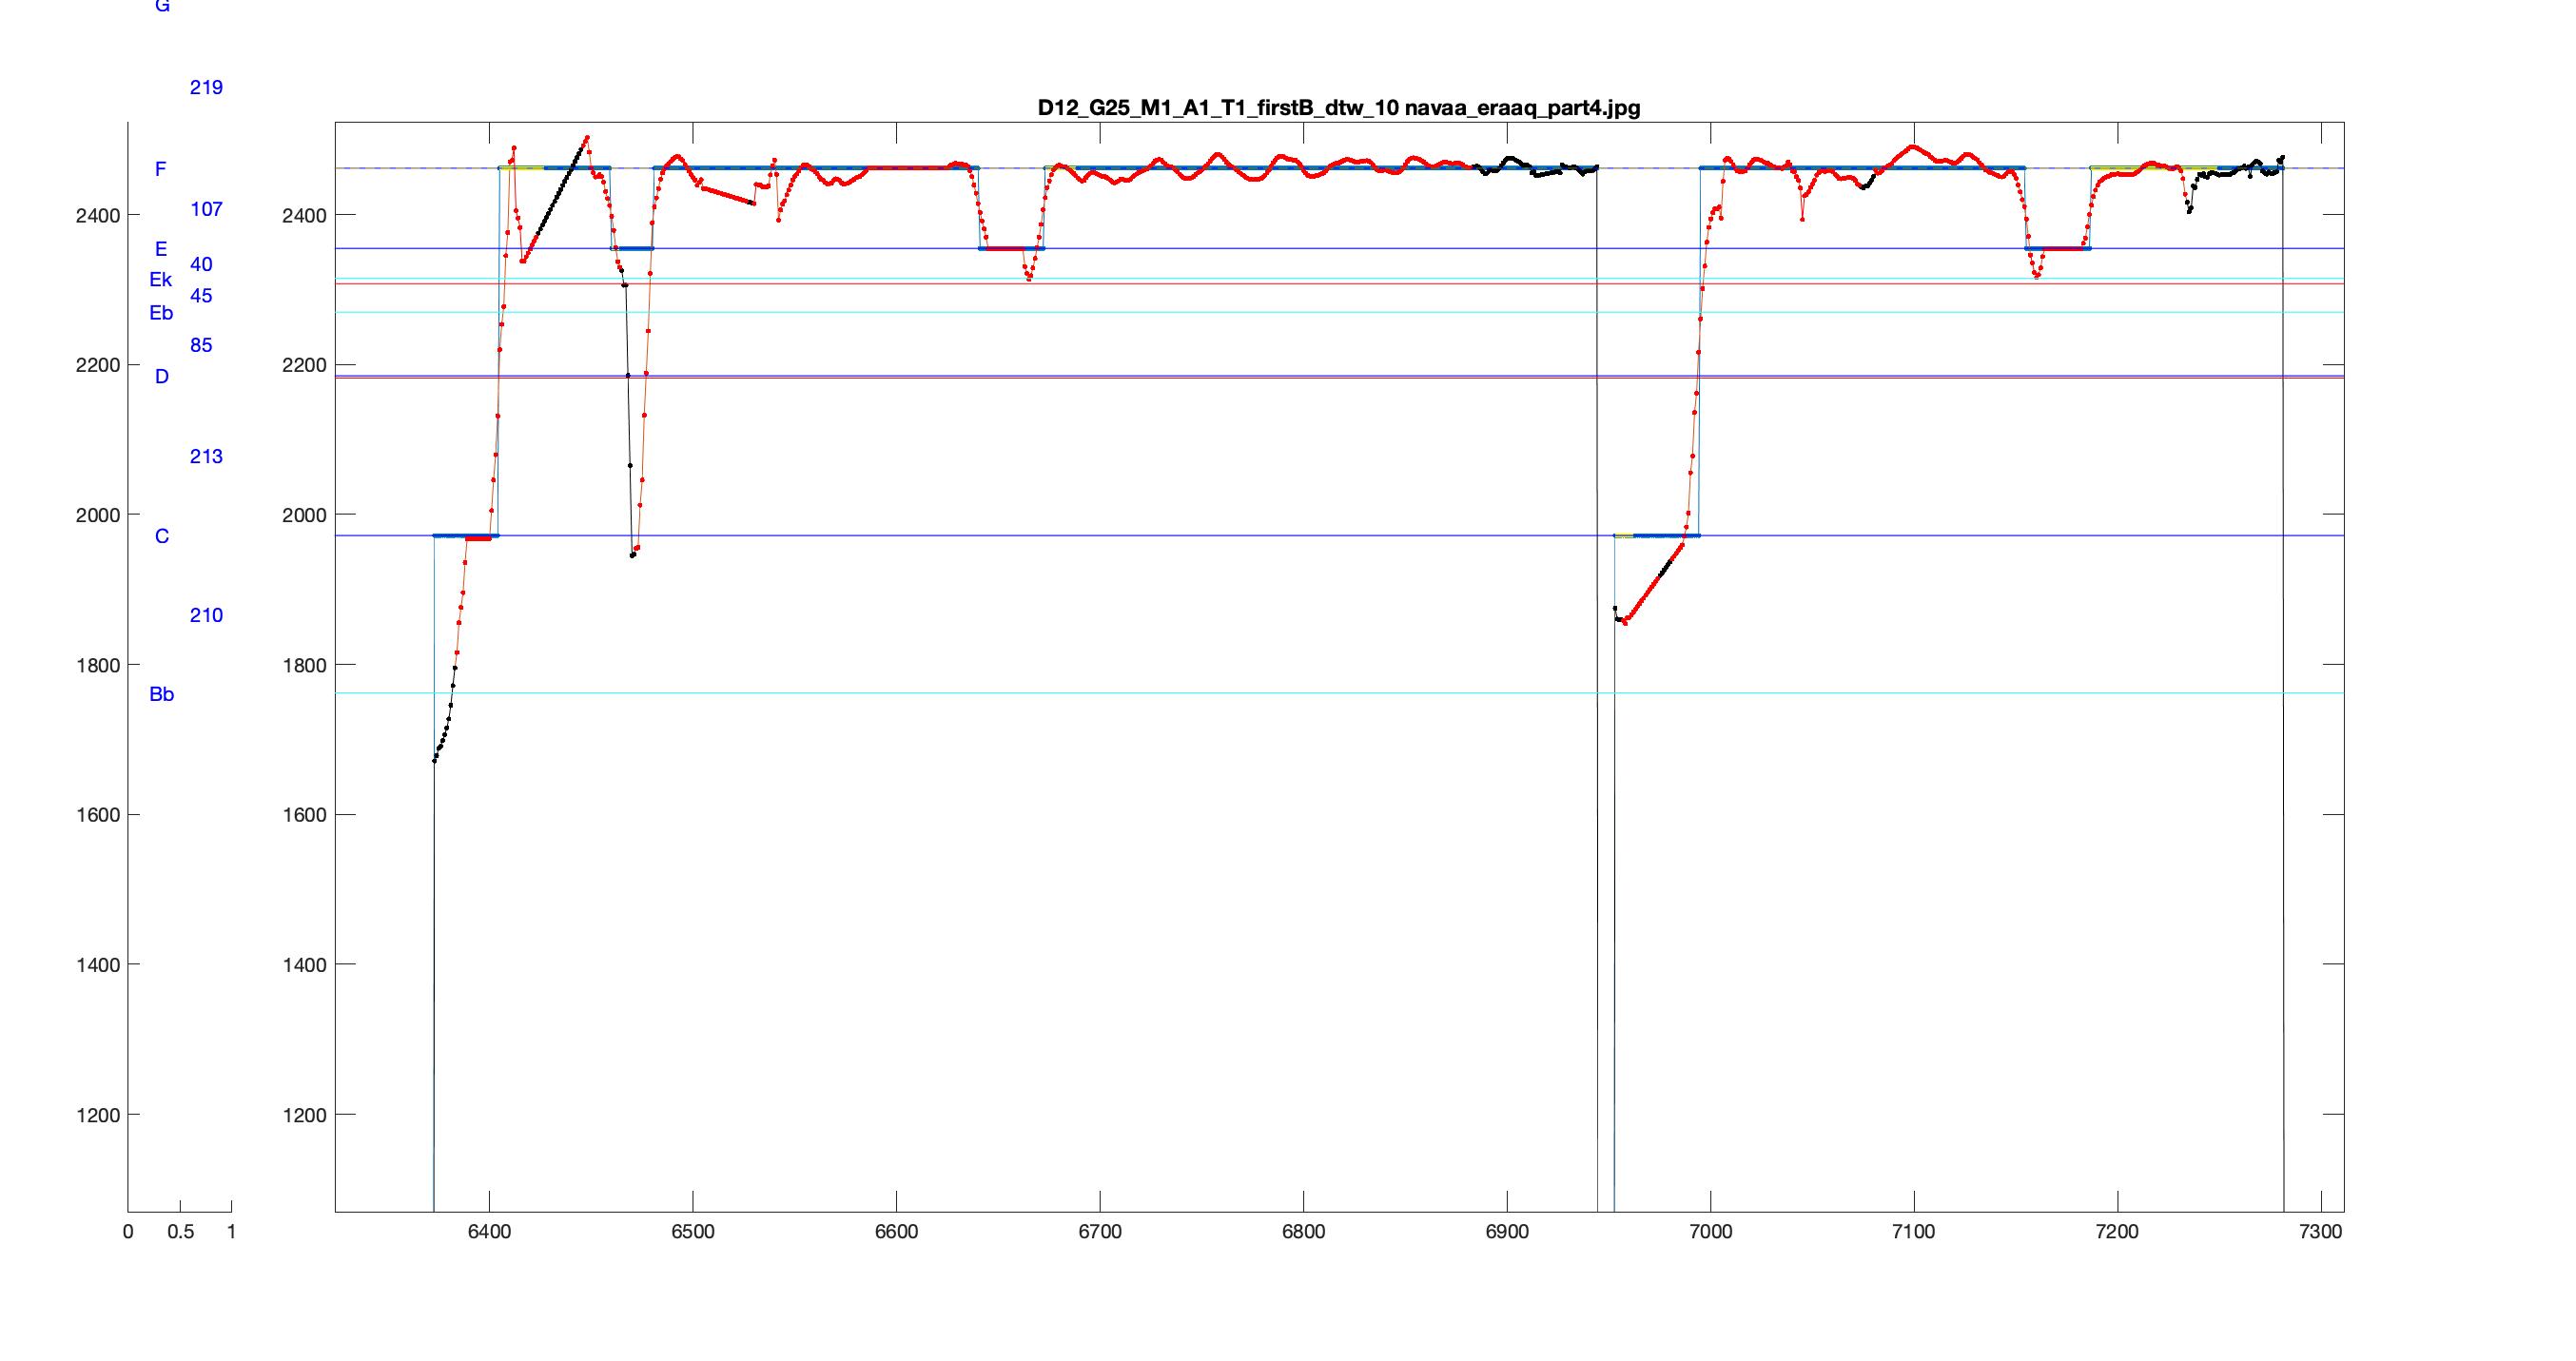 G
219
D12_G25_M1_A1_T1_firstB_dtw_10 navaa_eraaq_part4.jpg
F
2400 107 2400
E
40
Ek
45
Eb
85
2200 2200
D
213
2000 2000
C
210
1800 1800
Bb
1600 1600
1400 1400
1200 1200
0 0.5 1 6400 6500 6600 6700 6800 6900 7000 7100 7200 7300